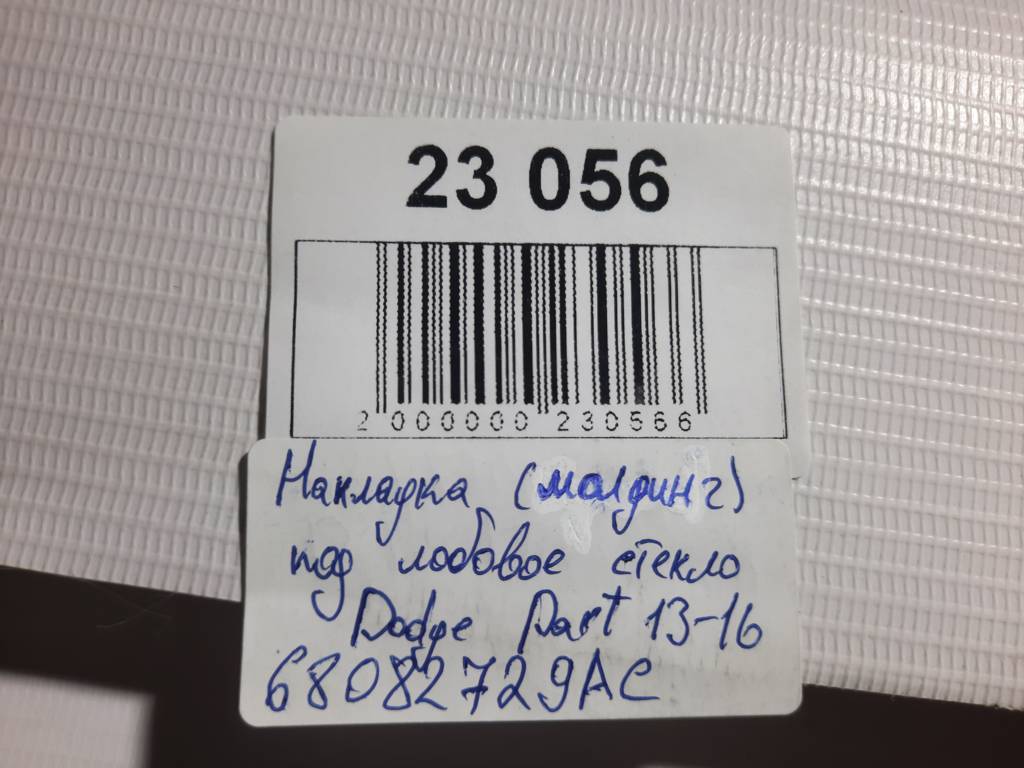 23 056
2 000000 230566
Накладка (молдинг)
под лобовое стекло
Dodge Dart 13-16
68082729AC